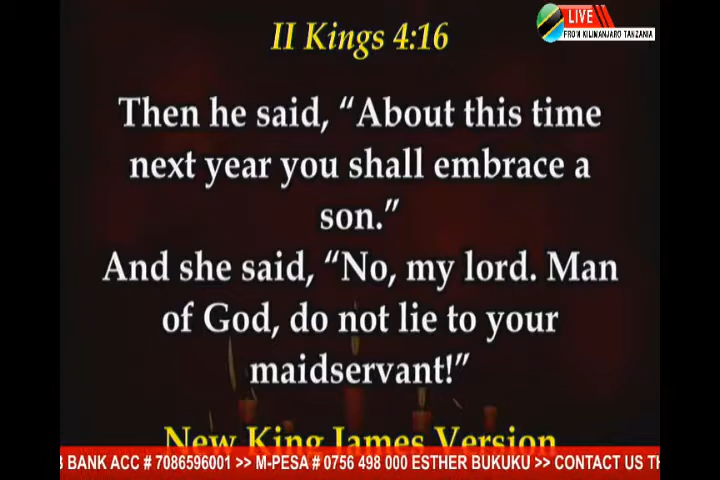 II Kings 4:16
LIVE
FROM KILIMANJARO TANZANIA
Then he said, “About this time
next year you shall embrace a
son.”
And she said, “No, my lord. Man
of God, do not lie to your
maidservant!”
New King James Version
BANK ACC # 7086596001 >> M-PESA # 0756 498 000 ESTHER BUKUKU >> CONTACT US